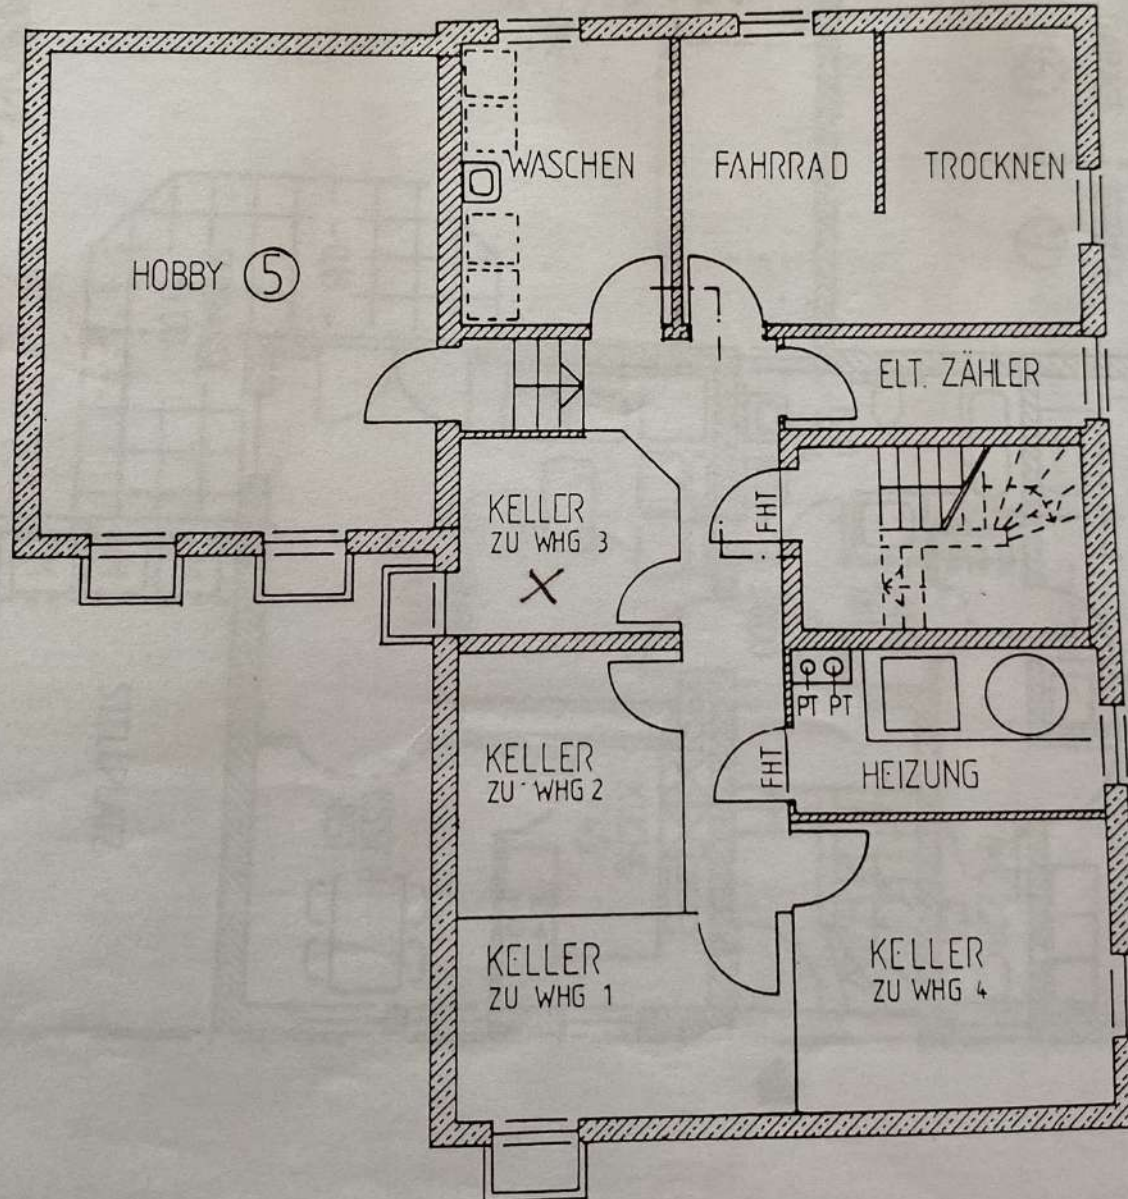 WASCHEN
FAHRRAD
TROCKNEN
HOBBY 5
ELT. ZÄHLER
KELLER
ZU WHG 3
X
FHT
PT PT
FHT
HEIZUNG
KELLER
ZU WHG 2
KELLER
ZU WHG 1
KELLER
ZU WHG 4